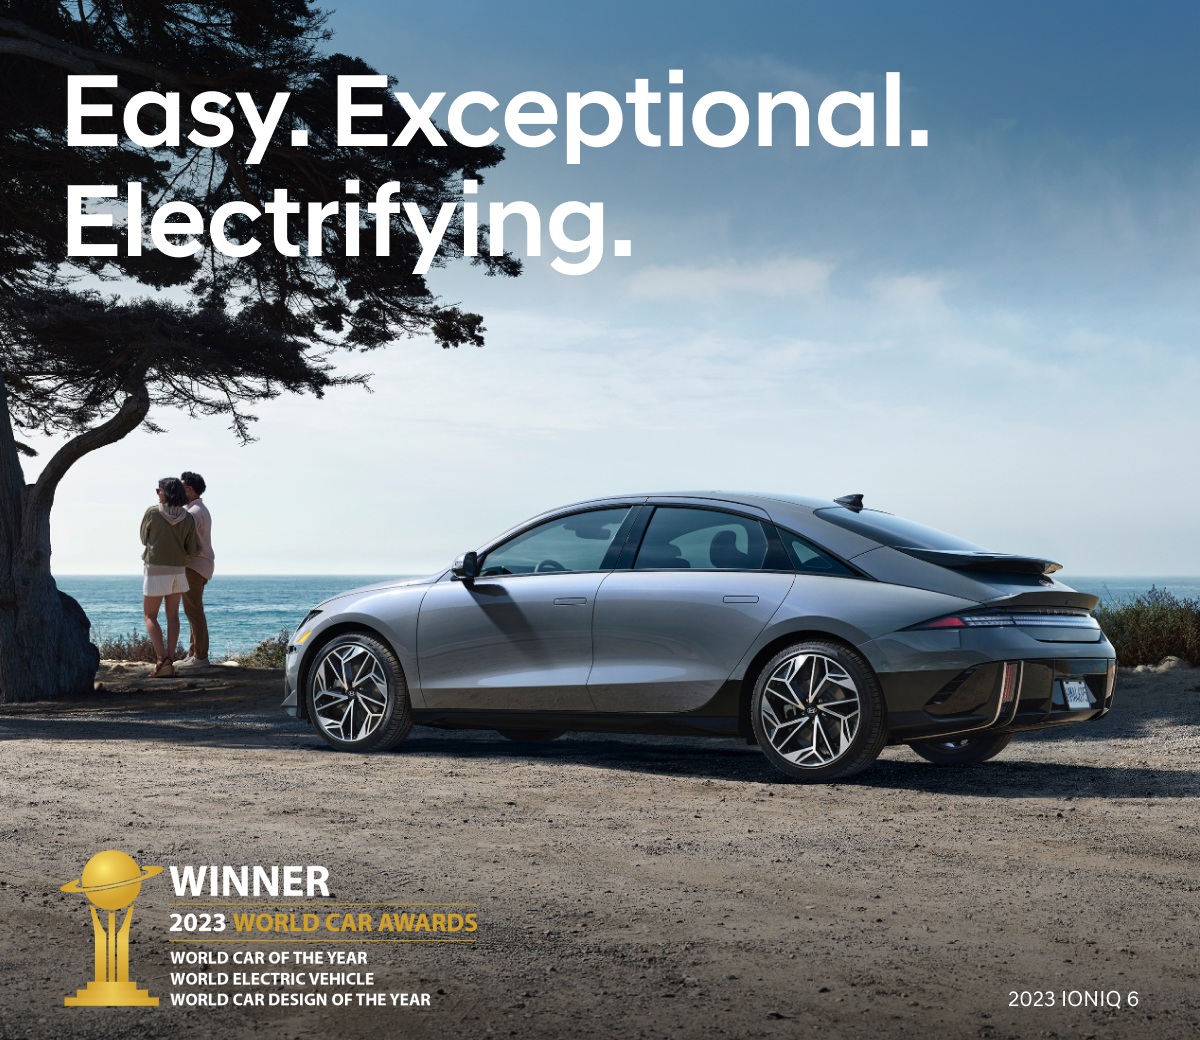 Easy. Exceptional.
Electrifying.
WINNER
2023 WORLD CAR AWARDS
WORLD CAR OF THE YEAR
WORLD ELECTRIC VEHICLE
WORLD CAR DESIGN OF THE YEAR
2023 IONIQ 6